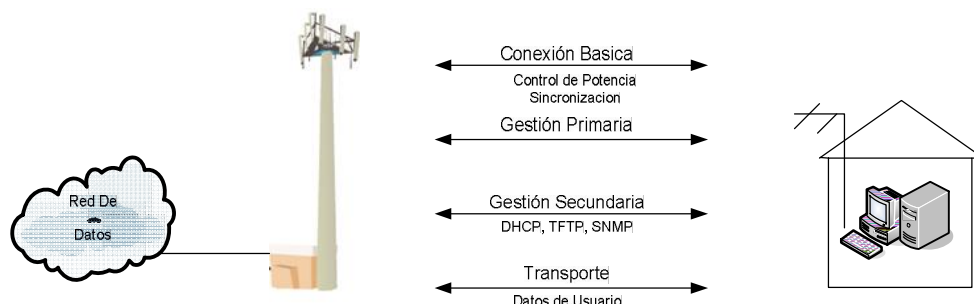 Conexión Basica
Control de Potencia
Sincronizacion
Gestión Primaria
Red De
Datos
Gestión Secundaria
DHCP, TFTP, SNMP
Transporte
Datos de Usuario